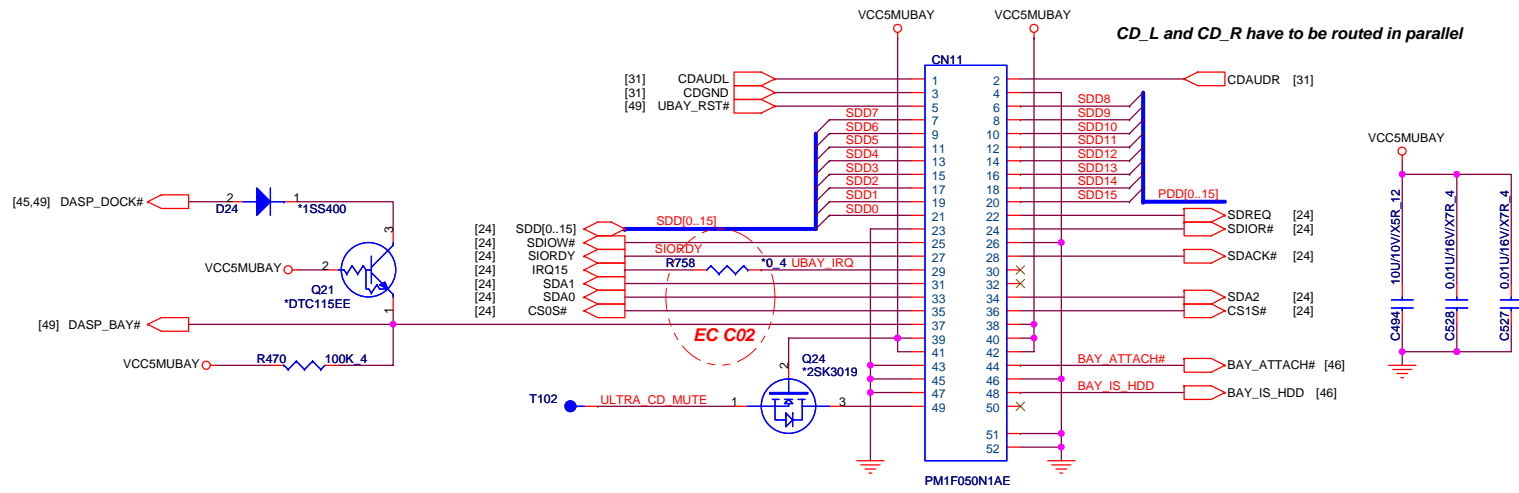 VCC5MUBAY
VCC5MUBAY
CD_L and CD_R have to be routed in parallel
CN11
[31] CDAUDL 1 2 CDAUDR [31]
[31] CDGND 3 4
[49] UBAY_RST# 5 6 SDD8
SDD7 7 8 SDD9
SDD6 9 10 SDD10
SDD5 11 12 SDD11
SDD4 13 14 SDD12
SDD3 15 16 SDD13
SDD2 17 18 SDD14
SDD1 19 20 SDD15 PDD[0..15]
SDD0 21 22 SDREQ [24]
[24] SDD[0..15] SDD[0..15] 23 24 SDIOR# [24]
[24] SDIOW# 25 26
[24] SIORDY SIORDY 27 28 SDACK# [24]
[24] IRQ15 R758 *0_4 UBAY_IRQ 29 30
[24] SDA1 31 32
[24] SDA0 33 34 SDA2 [24]
[24] CS0S# 35 36 CS1S# [24]
37 38
EC C02
39 40
41 42
43 44 BAY_ATTACH# BAY_ATTACH# [46]
45 46
47 48 BAY_IS_HDD BAY_IS_HDD [46]
49 50
51
52
PM1F050N1AE
[45,49] DASP_DOCK# 2 1
D24 *1SS400
3
VCC5MUBAY 2
Q21
*DTC115EE
1
[49] DASP_BAY#
VCC5MUBAY R470 100K_4
Q24
*2SK3019
2
T102 ULTRA_CD_MUTE 1 3
VCC5MUBAY
C494 10U/10V/X5R_12
C528 0.01U/16V/X7R_4
C527 0.01U/16V/X7R_4